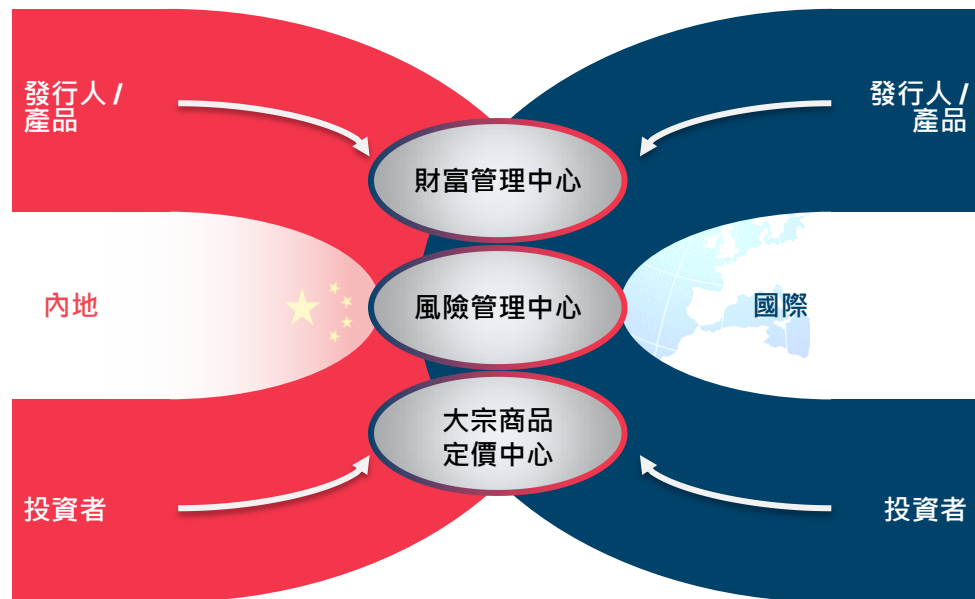 發行人 /
產品
發行人 /
產品
財富管理中心
內地
風險管理中心
國際
大宗商品
定價中心
投資者
投資者